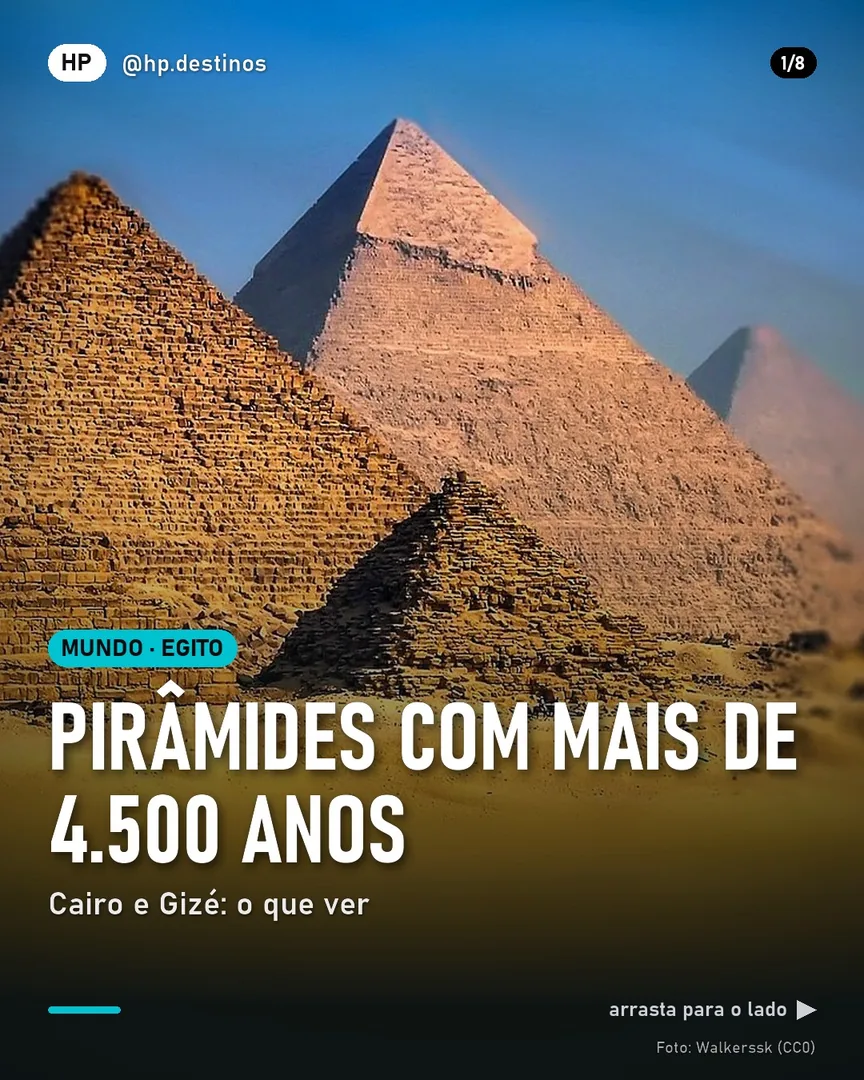 HP @hp.destinos 1/8
MUNDO · EGITO
PIRÂMIDES COM MAIS DE
4.500 ANOS
Cairo e Gizé: o que ver
arrasta para o lado ▶
Foto: Walkerssk (CC0)